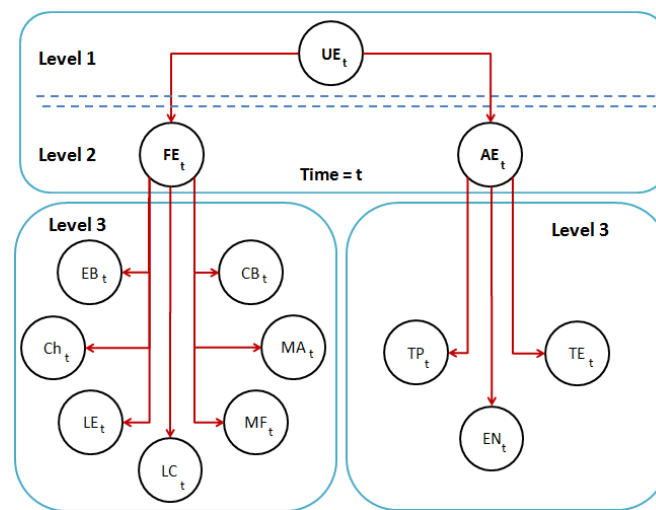 UE t
Level 1
Level 2
FE t
AE t
Time = t
Level 3
Level 3
EB t
CB t
Ch t
MA t
TP t
TE t
LE t
MF t
EN t
LC t